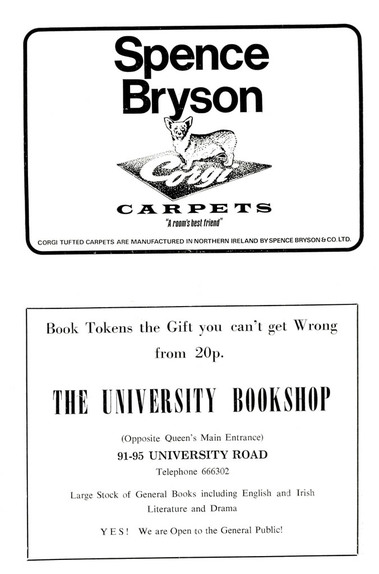 Spence
Bryson
Corgi
CARPETS
"A room's best friend"
CORGI TUFTED CARPETS ARE MANUFACTURED IN NORTHERN IRELAND BY SPENCE BRYSON & CO. LTD.
Book Tokens the Gift you can't get Wrong
from 20p.
THE UNIVERSITY BOOKSHOP
(Opposite Queen's Main Entrance)
91-95 UNIVERSITY ROAD
Telephone 666302
Large Stock of General Books including English and Irish
Literature and Drama
YES! We are Open to the General Public!